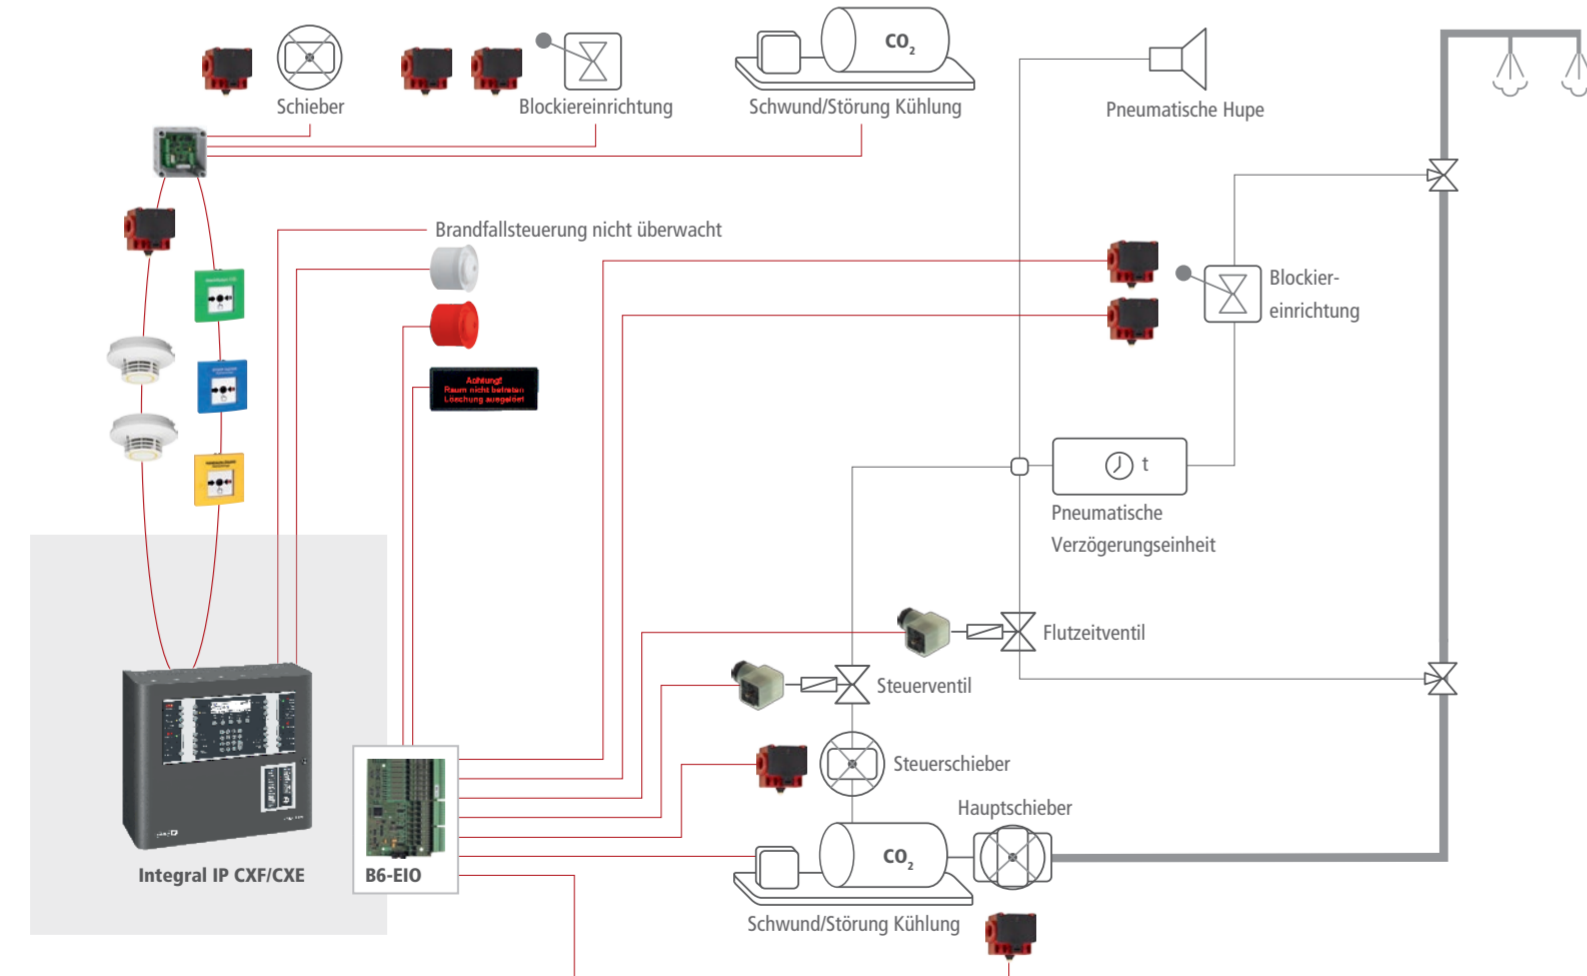 CO2
Schieber
Blockiereinrichtung
Schwund/Störung Kühlung
Pneumatische Hupe
Brandfallsteuerung nicht überwacht
Achtung!
Raum nicht betreten
Löschung ausgelöst
Blockier-
einrichtung
t
Pneumatische
Verzögerungseinheit
Flutzeitventil
Steuerventil
Steuerschieber
Hauptschieber
CO2
Integral IP CXF/CXE
B6-EIO
Schwund/Störung Kühlung